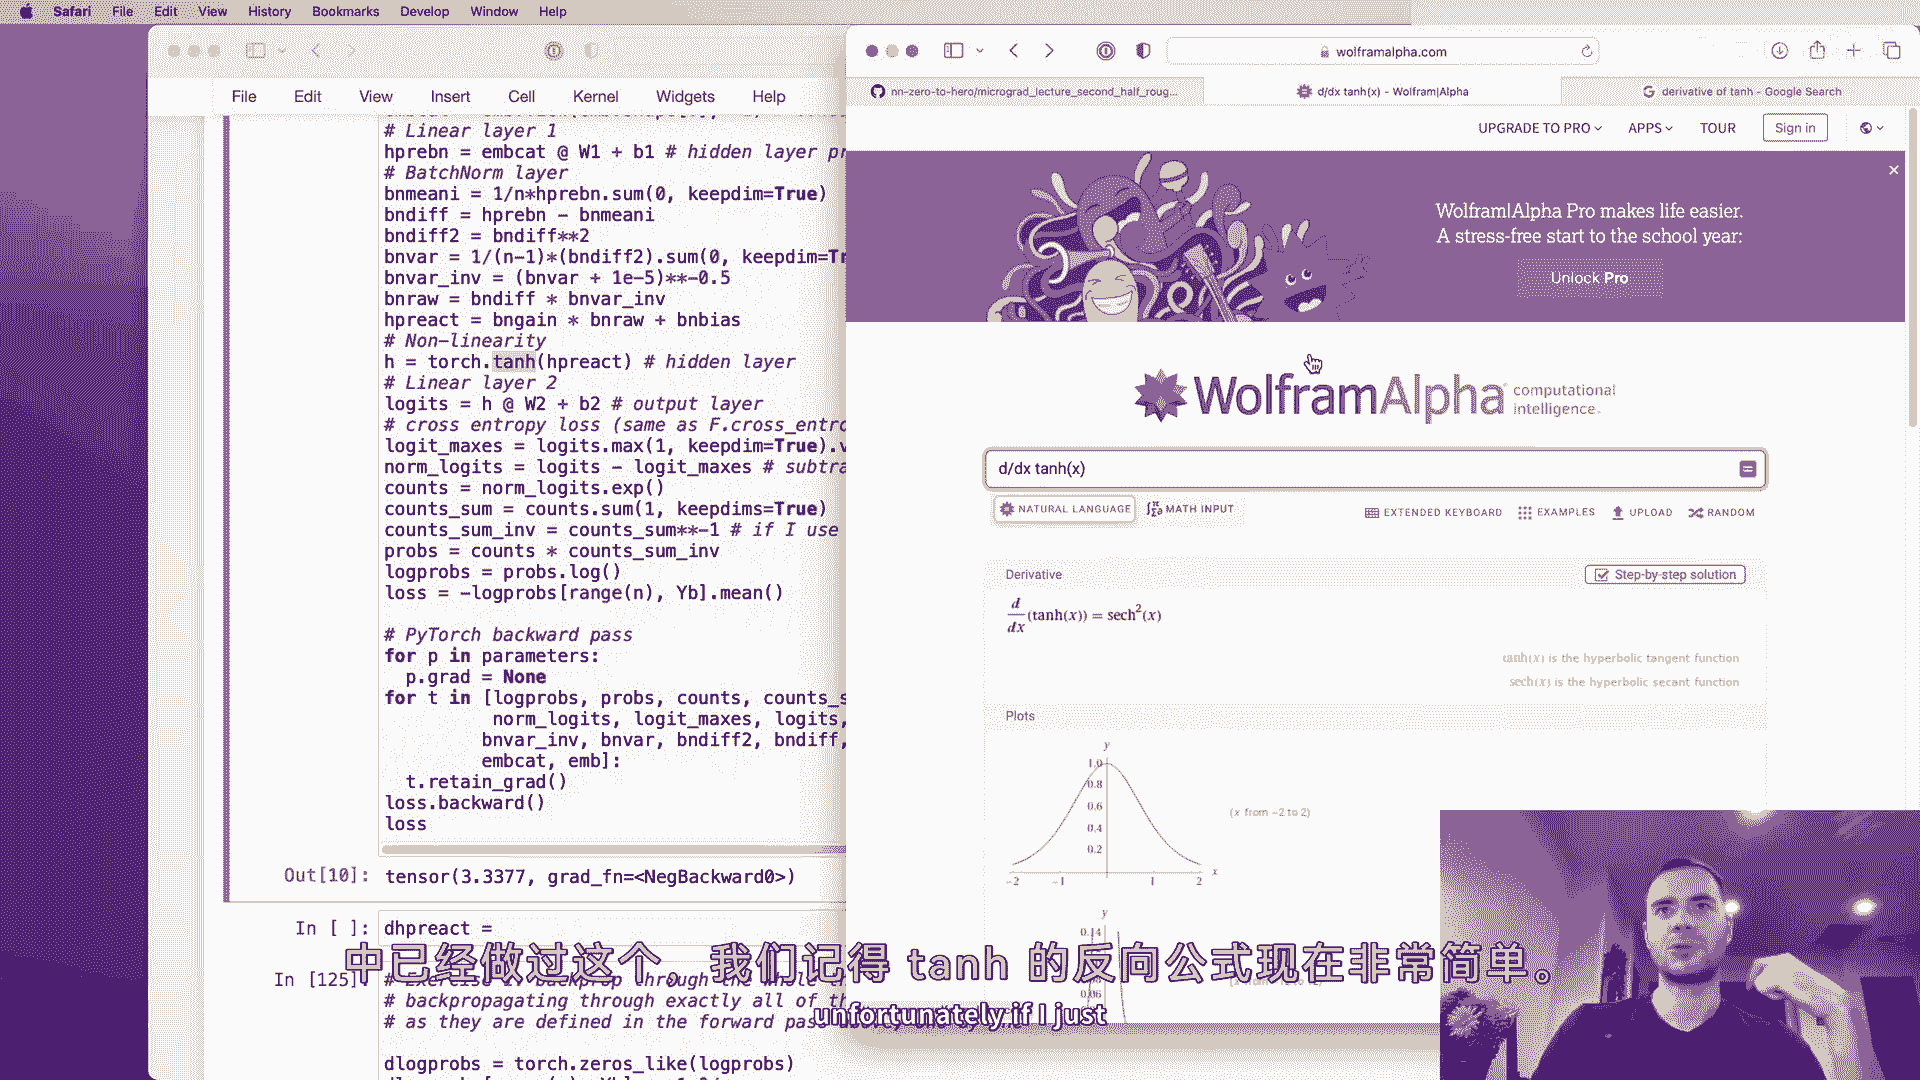 Safari File Edit View History Bookmarks Develop Window Help
File Edit View Insert Cell Kernel Widgets Help
# Linear layer 1
hprebn = embcat @ W1 + b1 # hidden layer
# BatchNorm layer
bnmeani = 1/n*hprebn.sum(0, keepdim=True)
bndiff = hprebn - bnmeani
bndiff2 = bndiff**2
bnvar = 1/(n-1)*(bndiff2).sum(0, keepdim=
bnvar_inv = (bnvar + 1e-5)**-0.5
bnraw = bndiff * bnvar_inv
hpreact = bngain * bnraw + bnbias
# Non-linearity
h = torch.tanh(hpreact) # hidden layer
# Linear layer 2
logits = h @ W2 + b2 # output layer
# cross entropy loss (same as F.cross_entro
logit_maxes = logits.max(1, keepdim=True).v
norm_logits = logits - logit_maxes # subtra
counts = norm_logits.exp()
counts_sum = counts.sum(1, keepdims=True)
counts_sum_inv = counts_sum**-1 # if I use
probs = counts * counts_sum_inv
logprobs = probs.log()
loss = -logprobs[range(n), Yb].mean()
# PyTorch backward pass
for p in parameters:
p.grad = None
for t in [logprobs, probs, counts, counts_s
norm_logits, logit_maxes, logits,
bnvar_inv, bnvar, bndiff2, bndiff,
embcat, emb]:
t.retain_grad()
loss.backward()
loss
Out[10]: tensor(3.3377, grad_fn=<NegBackward0>)
In [ ]: dhpreact =
In [125]: # Exercise 1: backprop through the whole
# backpropagating through exactly all of th
# as they are defined in the forward pass
dlogprobs = torch.zeros_like(logprobs)
wolframalpha.com
nn-zero-to-hero/micrograd_lecture_second_half_roug...
d/dx tanh(x) - Wolfram|Alpha
derivative of tanh - Google Search
UPGRADE TO PRO APPS TOUR Sign in
Wolfram|Alpha Pro makes life easier.
A stress-free start to the school year:
Unlock Pro
WolframAlpha computational intelligence.
d/dx tanh(x)
NATURAL LANGUAGE MATH INPUT EXTENDED KEYBOARD EXAMPLES UPLOAD RANDOM
Derivative Step-by-step solution
d/dx (tanh(x)) = sech²(x)
tanh(x) is the hyperbolic tangent function
sech(x) is the hyperbolic secant function
Plots
y
1.0
0.8
0.6
0.4
0.2
(x from −2 to 2)
-2 -1 1 2 x
y
0.14
0.06
中已经做过这个。我们记得 tanh 的反向公式现在非常简单。
unfortunately if I just